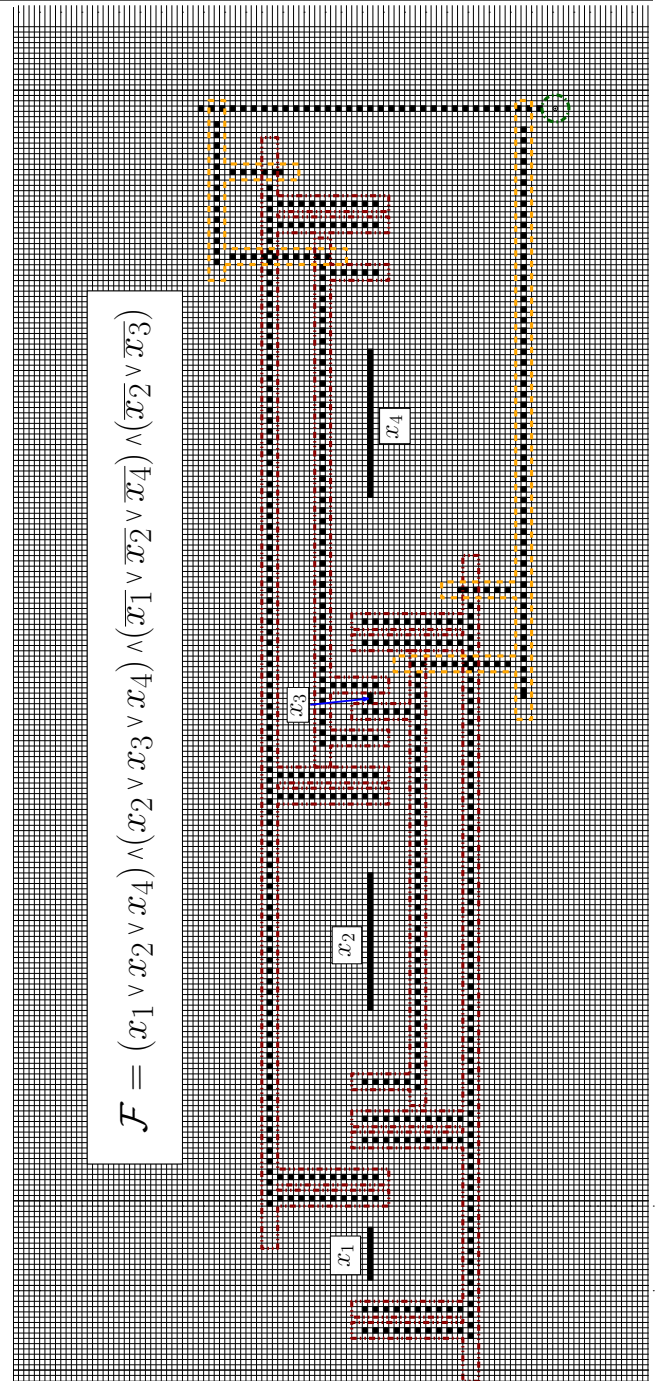 𝓕 = (x₁ ∨ x₂ ∨ x₄) ∧ (x₂ ∨ x₃ ∨ x₄) ∧ (x̅₁ ∨ x̅₂ ∨ x̅₄) ∧ (x̅₂ ∨ x̅₃)
x₁
x₂
x₃
x₄